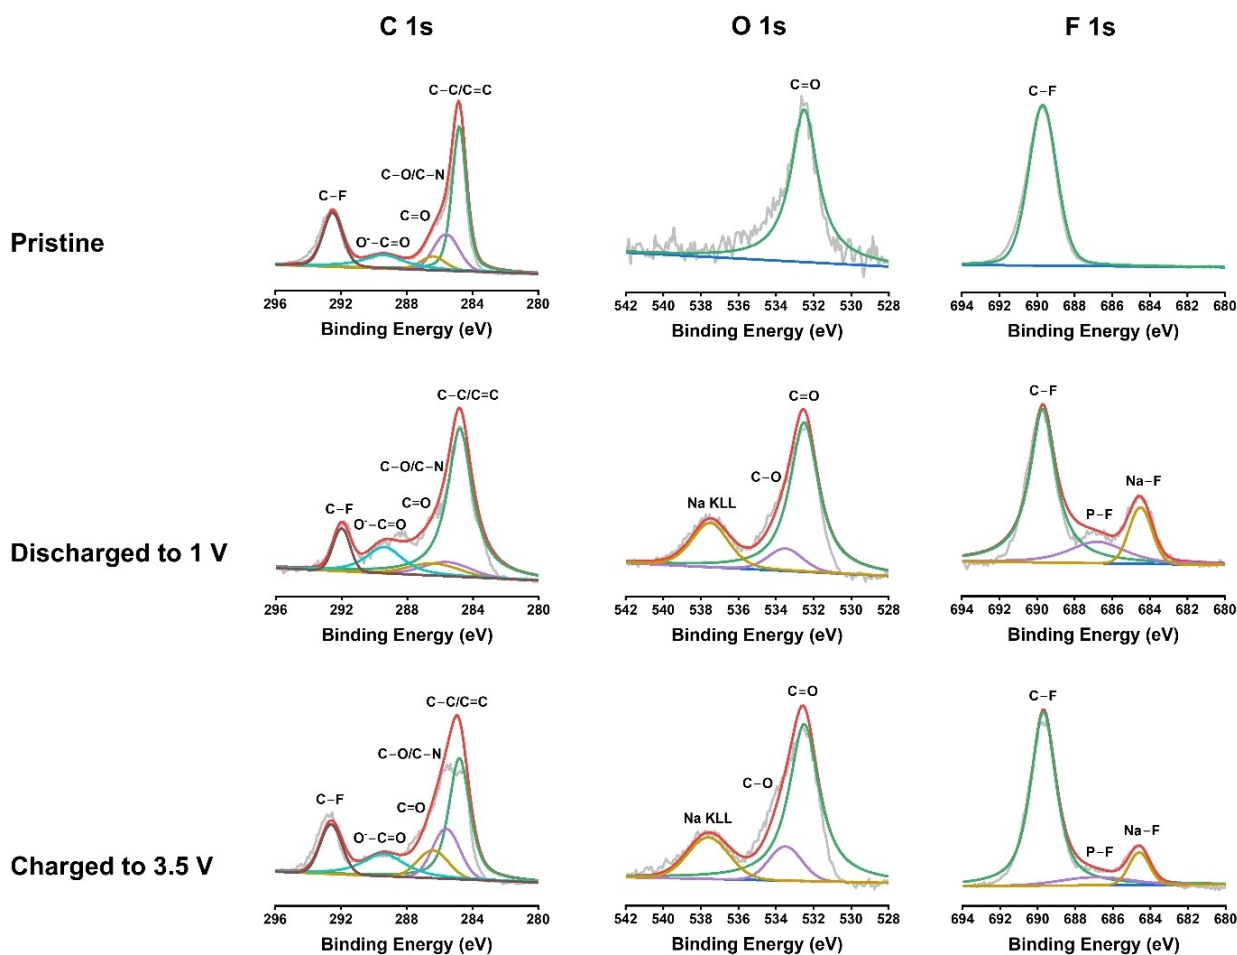 C 1s
O 1s
F 1s
Pristine
C−C/C=C
C−O/C−N
C−F
C=O
O⁻−C=O
296 292 288 284 280
Binding Energy (eV)
C=O
542 540 538 536 534 532 530 528
Binding Energy (eV)
C−F
694 692 690 688 686 684 682 680
Binding Energy (eV)
Discharged to 1 V
C−C/C=C
C−O/C−N
C=O
C−F
O⁻−C=O
296 292 288 284 280
Binding Energy (eV)
C=O
C−O
Na KLL
542 540 538 536 534 532 530 528
Binding Energy (eV)
C−F
Na−F
P−F
694 692 690 688 686 684 682 680
Binding Energy (eV)
Charged to 3.5 V
C−C/C=C
C−O/C−N
C−F
C=O
O⁻−C=O
296 292 288 284 280
Binding Energy (eV)
C=O
C−O
Na KLL
542 540 538 536 534 532 530 528
Binding Energy (eV)
C−F
Na−F
P−F
694 692 690 688 686 684 682 680
Binding Energy (eV)